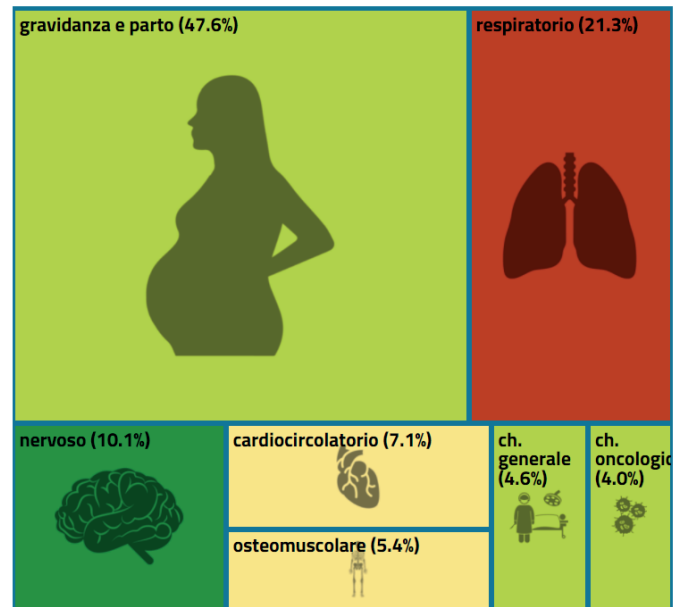 gravidanza e parto (47.6%)
respiratorio (21.3%)
nervoso (10.1%)
cardiocircolatorio (7.1%)
osteomuscolare (5.4%)
ch.
generale
(4.6%)
ch.
oncologic
(4.0%)